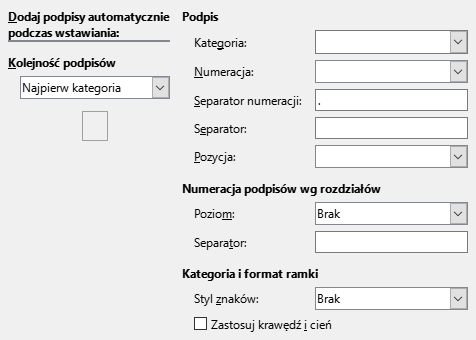 Dodaj podpisy automatycznie
podczas wstawiania:
Kolejność podpisów
Najpierw kategoria
Podpis
Kategoria:
Numeracja:
Separator numeracji: .
Separator:
Pozycja:
Numeracja podpisów wg rozdziałów
Poziom: Brak
Separator:
Kategoria i format ramki
Styl znaków: Brak
Zastosuj krawędź i cień